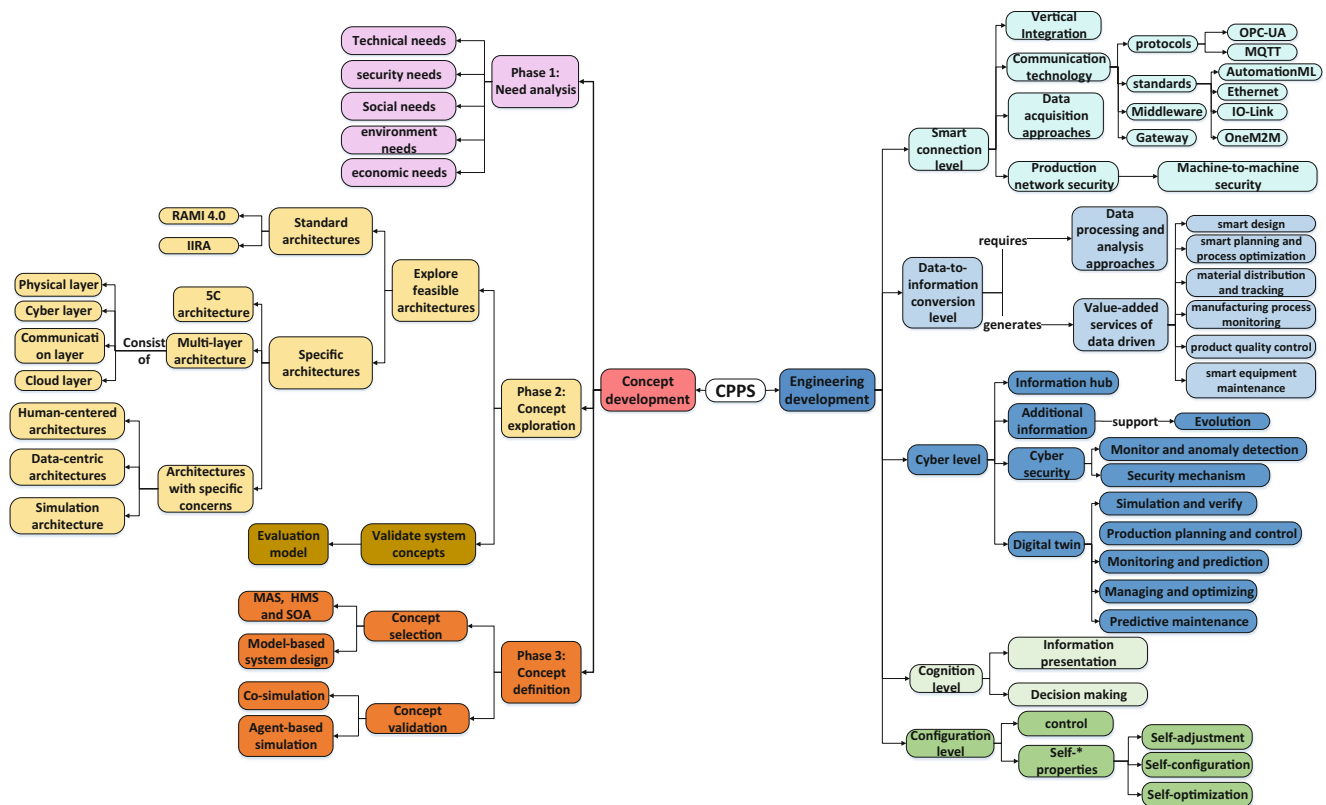 Technical needs
security needs
Social needs
environment
needs
economic needs
Phase 1:
Need analysis
RAMI 4.0
IIRA
Standard
architectures
Physical layer
Cyber layer
Communicati
on layer
Cloud layer
Consist
of
5C
architecture
Multi-layer
architecture
Specific
architectures
Explore
feasible
architectures
Human-centered
architectures
Data-centric
architectures
Simulation
architecture
Architectures
with specific
concerns
Phase 2:
Concept
exploration
Evaluation
model
Validate system
concepts
MAS, HMS
and SOA
Model-based
system design
Concept
selection
Co-simulation
Agent-based
simulation
Concept
validation
Phase 3:
Concept
definition
Concept
development
CPPS
Engineering
development
Smart
connection
level
Vertical
Integration
Communication
technology
Data
acquisition
approaches
Production
network security
protocols
standards
Middleware
Gateway
OPC-UA
MQTT
AutomationML
Ethernet
IO-Link
OneM2M
Machine-to-machine
security
Data-to-
information
conversion
level
requires
generates
Data
processing and
analysis
approaches
Value-added
services of
data driven
smart design
smart planning and
process optimization
material distribution
and tracking
manufacturing process
monitoring
product quality control
smart equipment
maintenance
Cyber level
Information hub
Additional
information
support
Evolution
Cyber
security
Monitor and anomaly detection
Security mechanism
Digital twin
Simulation and verify
Production planning and control
Monitoring and prediction
Managing and optimizing
Predictive maintenance
Cognition
level
Information
presentation
Decision making
Configuration
level
control
Self-*
properties
Self-adjustment
Self-configuration
Self-optimization